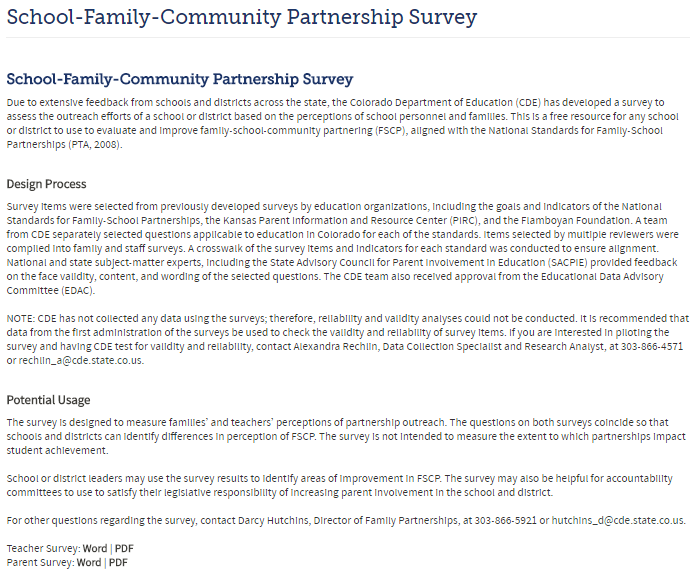 School-Family-Community Partnership Survey
School-Family-Community Partnership Survey
Due to extensive feedback from schools and districts across the state, the Colorado Department of Education (CDE) has developed a survey to
assess the outreach efforts of a school or district based on the perceptions of school personnel and families. This is a free resource for any school
or district to use to evaluate and improve family-school-community partnering (FSCP), aligned with the National Standards for Family-School
Partnerships (PTA, 2008).
Design Process
Survey items were selected from previously developed surveys by education organizations, including the goals and indicators of the National
Standards for Family-School Partnerships, the Kansas Parent Information and Resource Center (PIRC), and the Flamboyan Foundation. A team
from CDE separately selected questions applicable to education in Colorado for each of the standards. Items selected by multiple reviewers were
compiled into family and staff surveys. A crosswalk of the survey items and indicators for each standard was conducted to ensure alignment.
National and state subject-matter experts, including the State Advisory Council for Parent Involvement in Education (SACPIE) provided feedback
on the face validity, content, and wording of the selected questions. The CDE team also received approval from the Educational Data Advisory
Committee (EDAC).
NOTE: CDE has not collected any data using the surveys; therefore, reliability and validity analyses could not be conducted. It is recommended that
data from the first administration of the surveys be used to check the validity and reliability of survey items. If you are interested in piloting the
survey and having CDE test for validity and reliability, contact Alexandra Rechlin, Data Collection Specialist and Research Analyst, at 303-866-4571
or rechlin_a@cde.state.co.us.
Potential Usage
The survey is designed to measure families' and teachers' perceptions of partnership outreach. The questions on both surveys coincide so that
schools and districts can identify differences in perception of FSCP. The survey is not intended to measure the extent to which partnerships impact
student achievement.
School or district leaders may use the survey results to identify areas of improvement in FSCP. The survey may also be helpful for accountability
committees to use to satisfy their legislative responsibility of increasing parent involvement in the school and district.
For other questions regarding the survey, contact Darcy Hutchins, Director of Family Partnerships, at 303-866-5921 or hutchins_d@cde.state.co.us.
Teacher Survey: Word | PDF
Parent Survey: Word | PDF